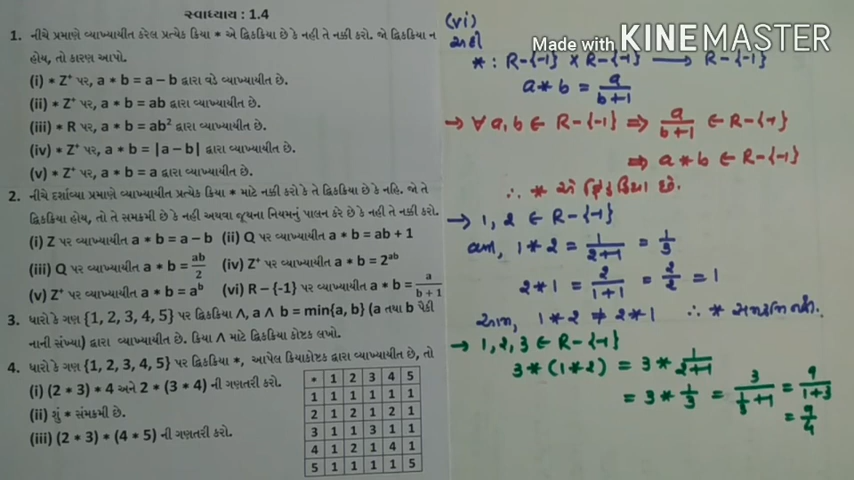 સ્વાધ્યાય : 1.4
1. નીચે પ્રમાણે વ્યાખ્યાયીત કરેલ પ્રત્યેક ક્રિયા * એ દ્વિકક્રિયા છે કે નહી તે નક્કી કરો. જો દ્વિકક્રિયા ન
હોય, તો કારણ આપો.
(i) * Z⁺ પર, a * b = a – b દ્વારા વડે વ્યાખ્યાયીત છે.
(ii) * Z⁺ પર, a * b = ab દ્વારા વ્યાખ્યાયીત છે.
(iii) * R પર, a * b = ab² દ્વારા વ્યાખ્યાયીત છે.
(iv) * Z⁺ પર, a * b = |a – b| દ્વારા વ્યાખ્યાયીત છે.
(v) * Z⁺ પર, a * b = a દ્વારા વ્યાખ્યાયીત છે.
2. નીચે દર્શાવ્યા પ્રમાણે વ્યાખ્યાયીત પ્રત્યેક ક્રિયા * માટે નક્કી કરો કે તે દ્વિકક્રિયા છે કે નહિ. જો તે
દ્વિકક્રિયા હોય, તો તે સમક્રમી છે કે નહી અથવા જૂથના નિયમનું પાલન કરે છે કે નહી તે નક્કી કરો.
(i) Z પર વ્યાખ્યાયીત a * b = a – b (ii) Q પર વ્યાખ્યાયીત a * b = ab + 1
(iii) Q પર વ્યાખ્યાયીત a * b = ab/2 (iv) Z⁺ પર વ્યાખ્યાયીત a * b = 2ᵃᵇ
(v) Z⁺ પર વ્યાખ્યાયીત a * b = aᵇ (vi) R – {-1} પર વ્યાખ્યાયીત a * b = a/(b + 1)
3. ધારો કે ગણ {1, 2, 3, 4, 5} પર દ્વિકક્રિયા ∧, a ∧ b = min{a, b} (a તથા b પૈકી
નાની સંખ્યા) દ્વારા વ્યાખ્યાયીત છે. ક્રિયા ∧ માટે ક્રિયા કોષ્ટક લખો.
4. ધારો કે ગણ {1, 2, 3, 4, 5} પર દ્વિકક્રિયા *, આપેલ ક્રિયાકોષ્ટક દ્વારા વ્યાખ્યાયીત છે, તો
(i) (2 * 3) * 4 અને 2 * (3 * 4) ની ગણતરી કરો.
(ii) શું * સંમક્રમી છે.
(iii) (2 * 3) * (4 * 5) ની ગણતરી કરો.
* 1 2 3 4 5
1 1 1 1 1 1
2 1 2 1 2 1
3 1 1 3 1 1
4 1 2 1 4 1
5 1 1 1 1 5
(vi)
Made with KINEMASTER
અહી
* : R-{-1} × R-{-1} → R-{-1}
a * b = a/(b+1)
→ ∀ a, b ∈ R-{-1} ⇒ a/(b+1) ∈ R-{-1}
⇒ a * b ∈ R-{-1}
∴ * એ દ્વિકક્રિયા છે.
→ 1, 2 ∈ R-{-1}
હવે, 1 * 2 = 1/(2+1) = 1/3
2 * 1 = 2/(1+1) = 2/2 = 1
આમ, 1 * 2 ≠ 2 * 1 ∴ * સમક્રમી નથી.
→ 1, 2, 3 ∈ R-{-1}
3 * (1 * 2) = 3 * 1/(2+1)
= 3 * 1/3 = 3/(1/3+1) = 9/(1+3)
= 9/4